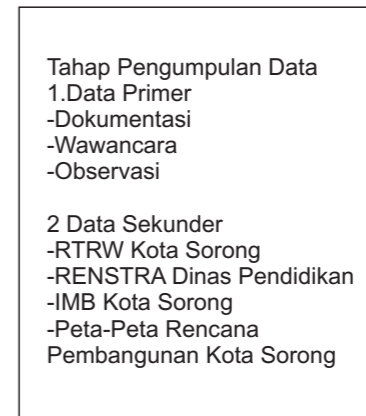 Tahap Pengumpulan Data
1.Data Primer
-Dokumentasi
-Wawancara
-Observasi
2 Data Sekunder
-RTRW Kota Sorong
-RENSTRA Dinas Pendidikan
-IMB Kota Sorong
-Peta-Peta Rencana
Pembangunan Kota Sorong